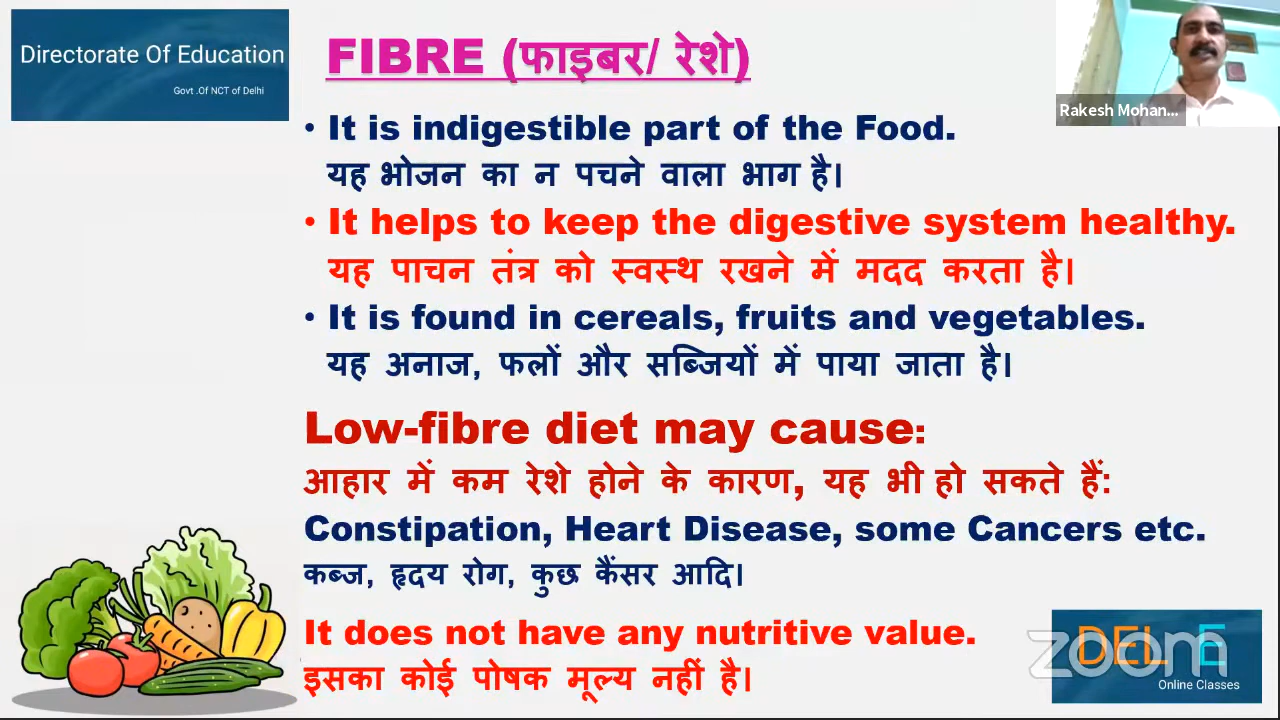 Directorate Of Education
Govt .Of NCT of Delhi
FIBRE (फाइबर/ रेशे)
Rakesh Mohan...
• It is indigestible part of the Food.
यह भोजन का न पचने वाला भाग है।
• It helps to keep the digestive system healthy.
यह पाचन तंत्र को स्वस्थ रखने में मदद करता है।
• It is found in cereals, fruits and vegetables.
यह अनाज, फलों और सब्जियों में पाया जाता है।
Low-fibre diet may cause:
आहार में कम रेशे होने के कारण, यह भी हो सकते हैं:
Constipation, Heart Disease, some Cancers etc.
कब्ज, हृदय रोग, कुछ कैंसर आदि।
It does not have any nutritive value.
इसका कोई पोषक मूल्य नहीं है।
zoom
Online Classes